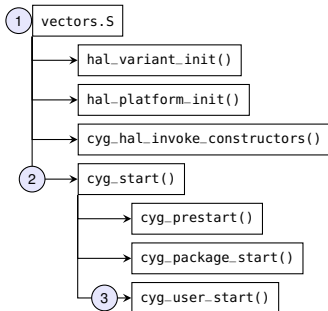 1 vectors.S
hal_variant_init()
hal_platform_init()
cyg_hal_invoke_constructors()
2 cyg_start()
cyg_prestart()
cyg_package_start()
3 cyg_user_start()